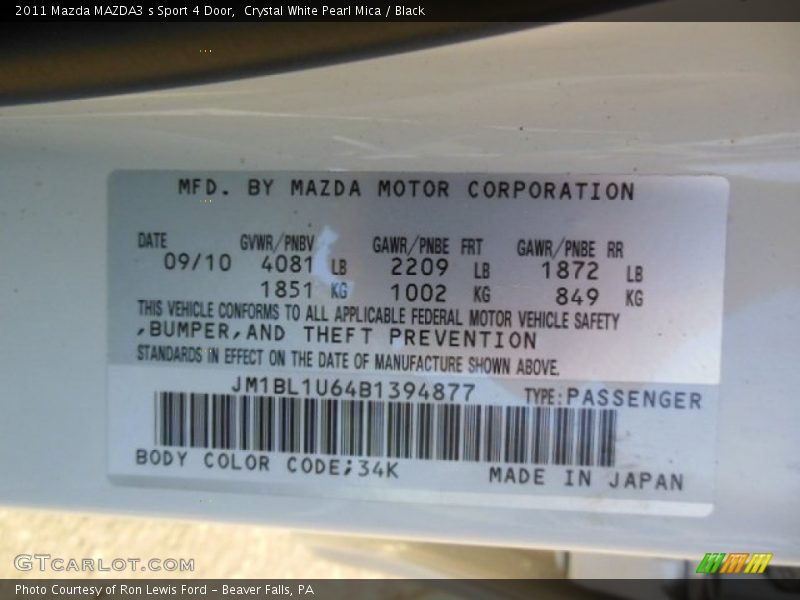 2011 Mazda MAZDA3 s Sport 4 Door,  Crystal White Pearl Mica / Black
MFD. BY MAZDA MOTOR CORPORATION
DATE GVWR/PNBV GAWR/PNBE FRT GAWR/PNBE RR
09/10 4081 LB 2209 LB 1872 LB
1851 KG 1002 KG 849 KG
THIS VEHICLE CONFORMS TO ALL APPLICABLE FEDERAL MOTOR VEHICLE SAFETY
,BUMPER,AND THEFT PREVENTION
STANDARDS IN EFFECT ON THE DATE OF MANUFACTURE SHOWN ABOVE.
JM1BL1U64B1394877 TYPE:PASSENGER
BODY COLOR CODE;34K MADE IN JAPAN
GTCARLOT.COM
Photo Courtesy of Ron Lewis Ford - Beaver Falls, PA